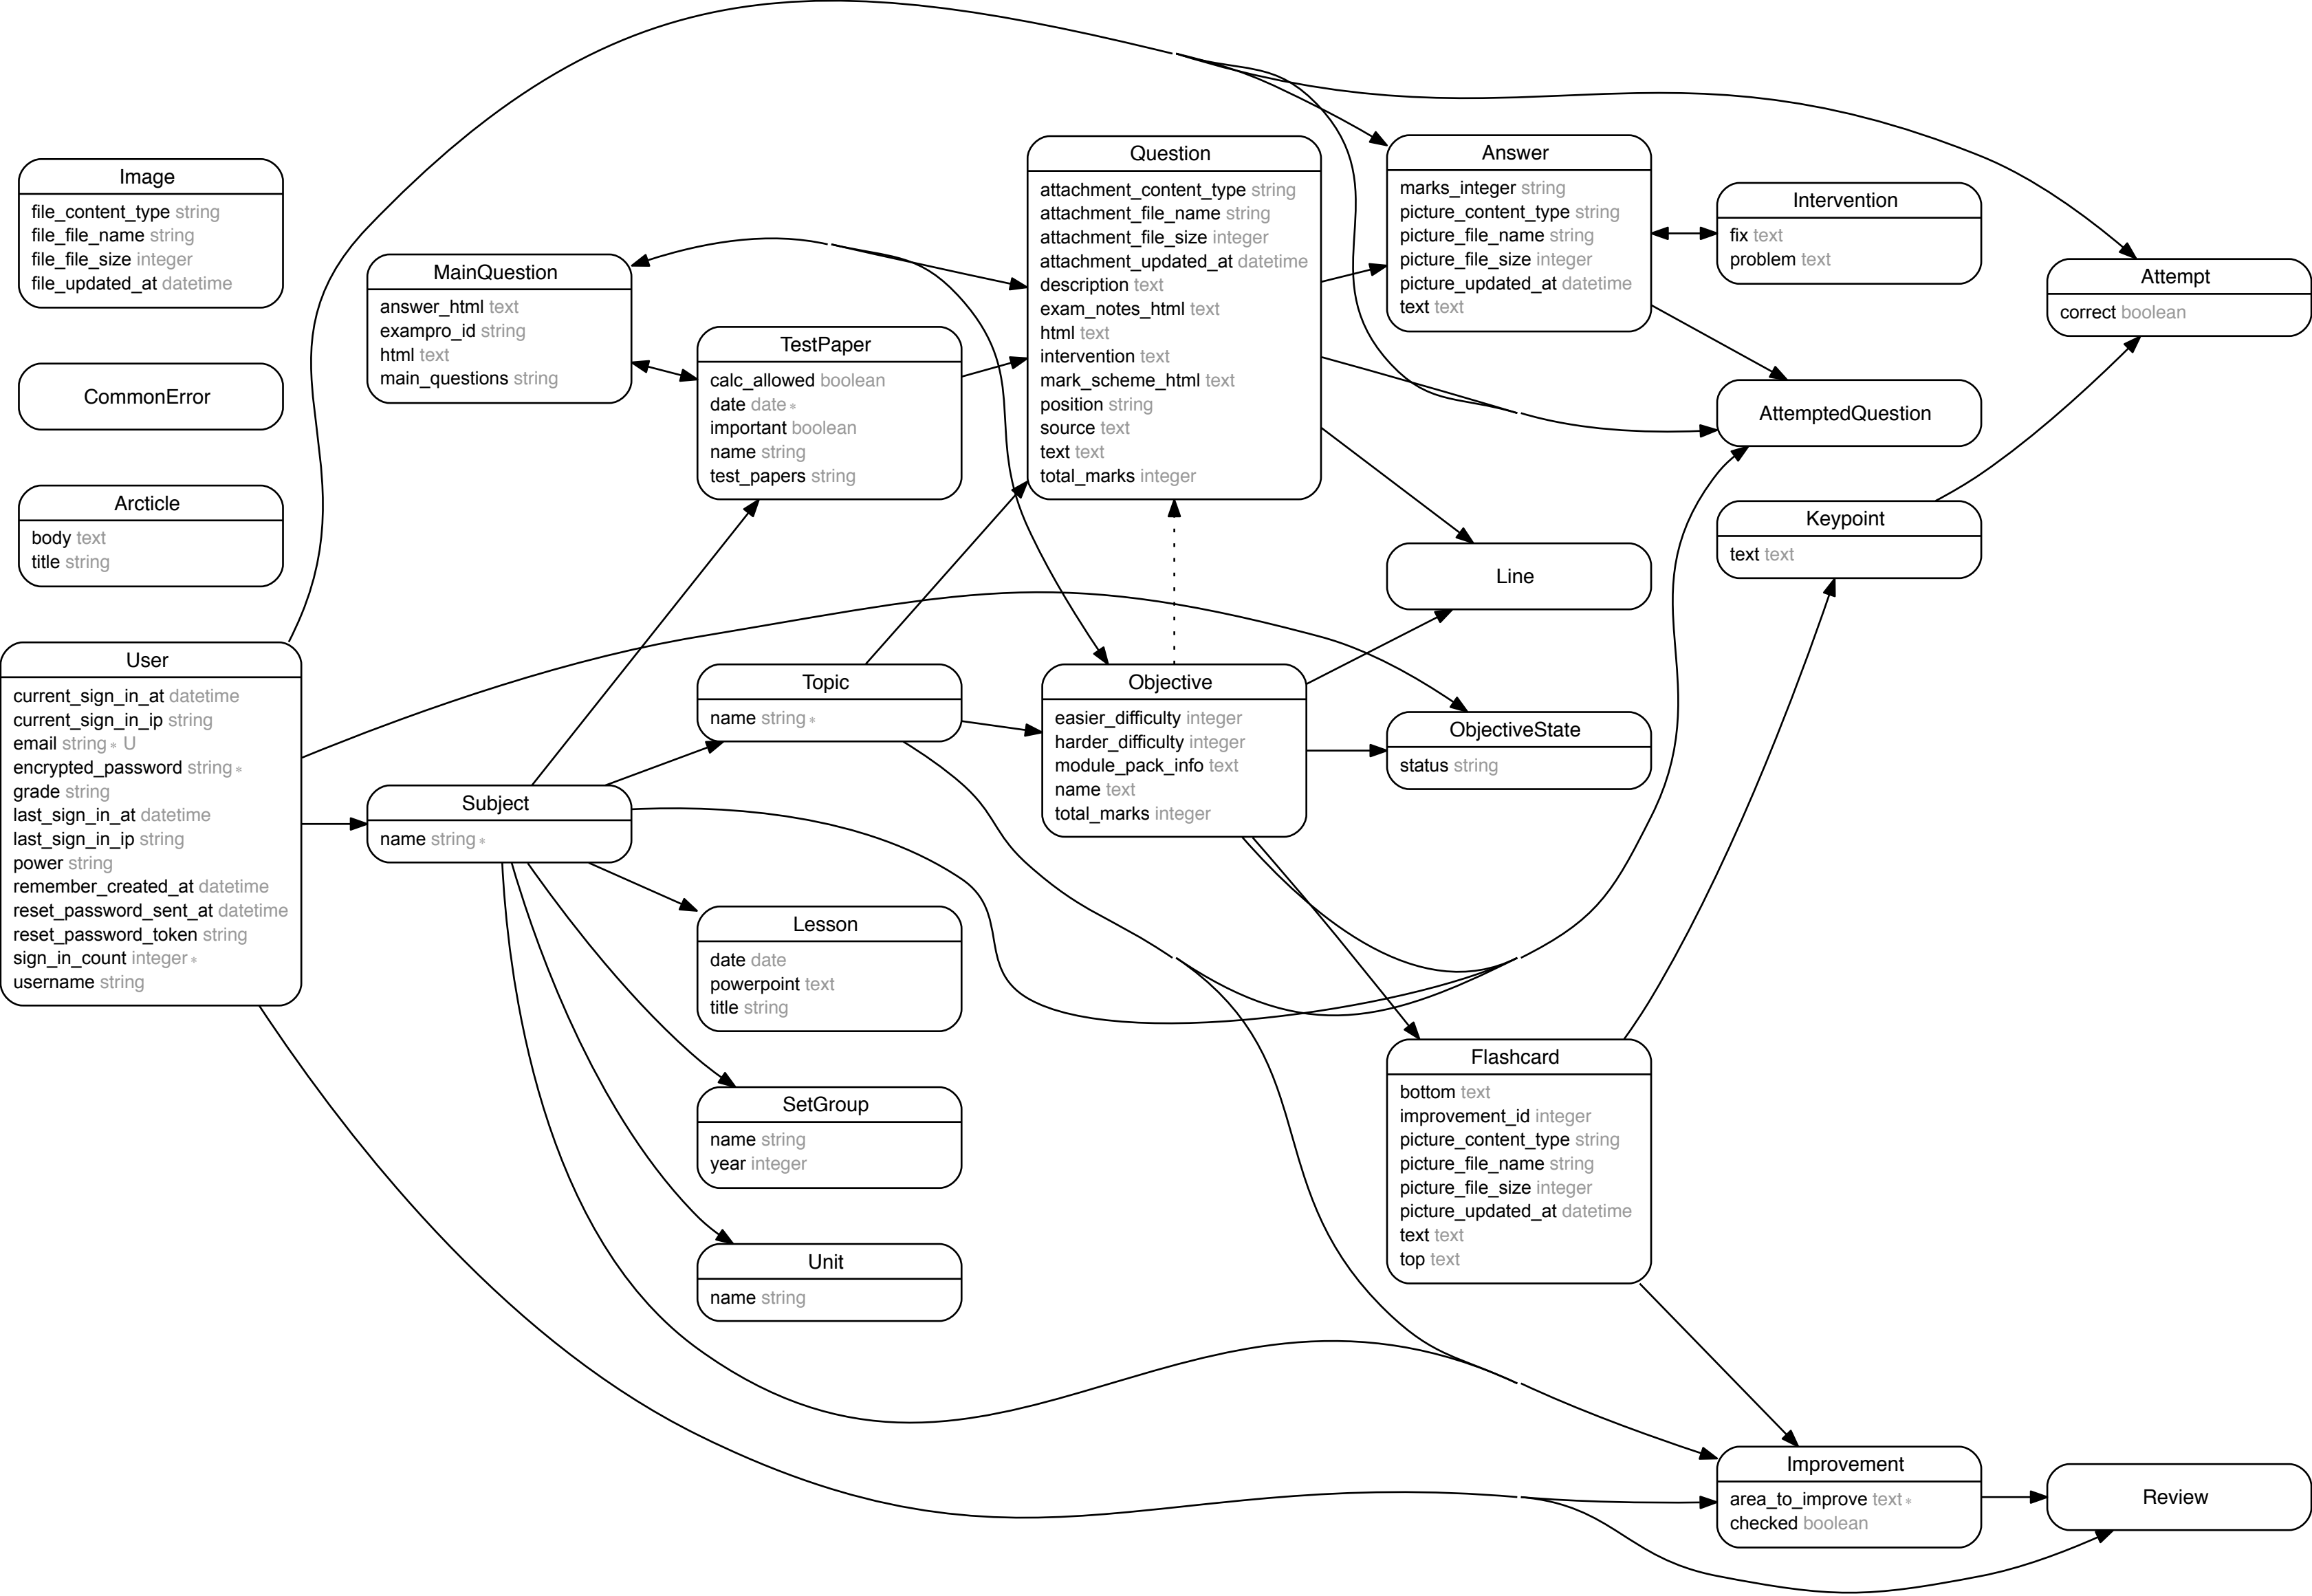 Image
file_content_type string
file_file_name string
file_file_size integer
file_updated_at datetime
CommonError
Arcticle
body text
title string
User
current_sign_in_at datetime
current_sign_in_ip string
email string * U
encrypted_password string *
grade string
last_sign_in_at datetime
last_sign_in_ip string
power string
remember_created_at datetime
reset_password_sent_at datetime
reset_password_token string
sign_in_count integer *
username string
MainQuestion
answer_html text
exampro_id string
html text
main_questions string
Subject
name string *
TestPaper
calc_allowed boolean
date date *
important boolean
name string
test_papers string
Topic
name string *
Lesson
date date
powerpoint text
title string
SetGroup
name string
year integer
Unit
name string
Question
attachment_content_type string
attachment_file_name string
attachment_file_size integer
attachment_updated_at datetime
description text
exam_notes_html text
html text
intervention text
mark_scheme_html text
position string
source text
text text
total_marks integer
Objective
easier_difficulty integer
harder_difficulty integer
module_pack_info text
name text
total_marks integer
Answer
marks_integer string
picture_content_type string
picture_file_name string
picture_file_size integer
picture_updated_at datetime
text text
Line
ObjectiveState
status string
Flashcard
bottom text
improvement_id integer
picture_content_type string
picture_file_name string
picture_file_size integer
picture_updated_at datetime
text text
top text
Intervention
fix text
problem text
AttemptedQuestion
Keypoint
text text
Improvement
area_to_improve text *
checked boolean
Attempt
correct boolean
Review